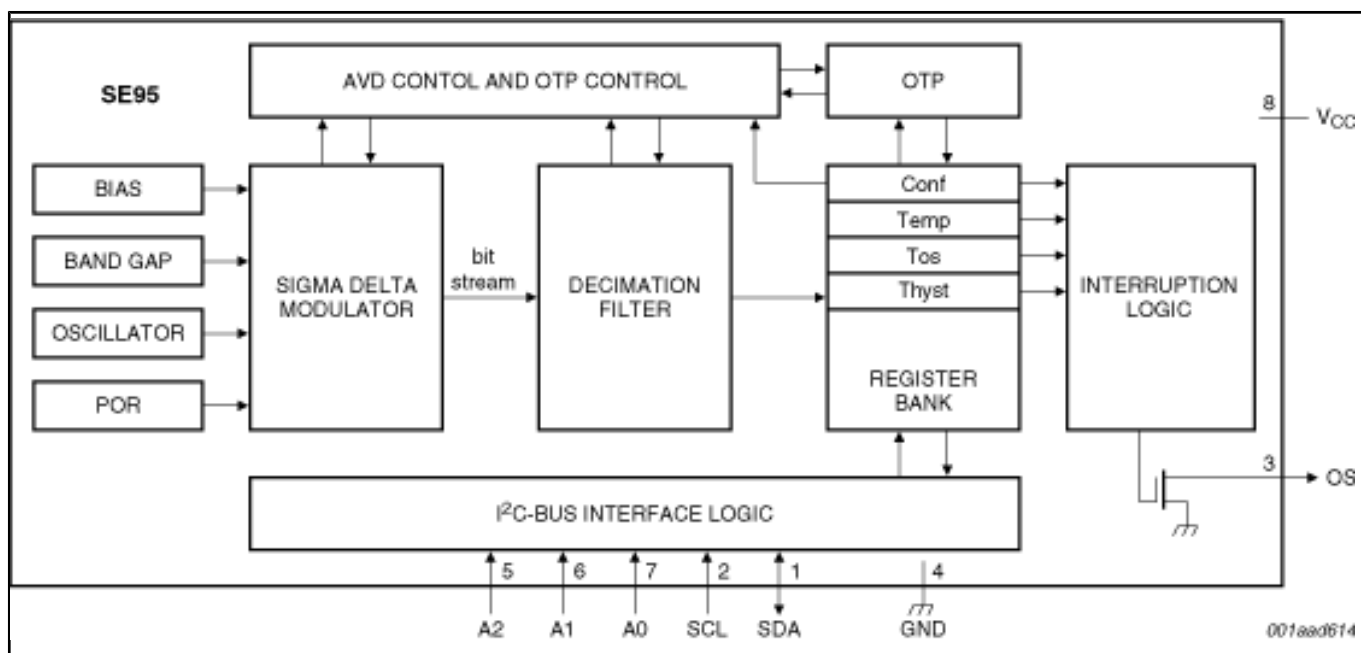 SE95
AVD CONTOL AND OTP CONTROL
OTP
8
VCC
BIAS
BAND GAP
OSCILLATOR
POR
SIGMA DELTA
MODULATOR
bit
stream
DECIMATION
FILTER
Conf
Temp
Tos
Thyst
REGISTER
BANK
INTERRUPTION
LOGIC
3
OS
I²C-BUS INTERFACE LOGIC
5 6 7 2 1 4
A2 A1 A0 SCL SDA GND
001aad614